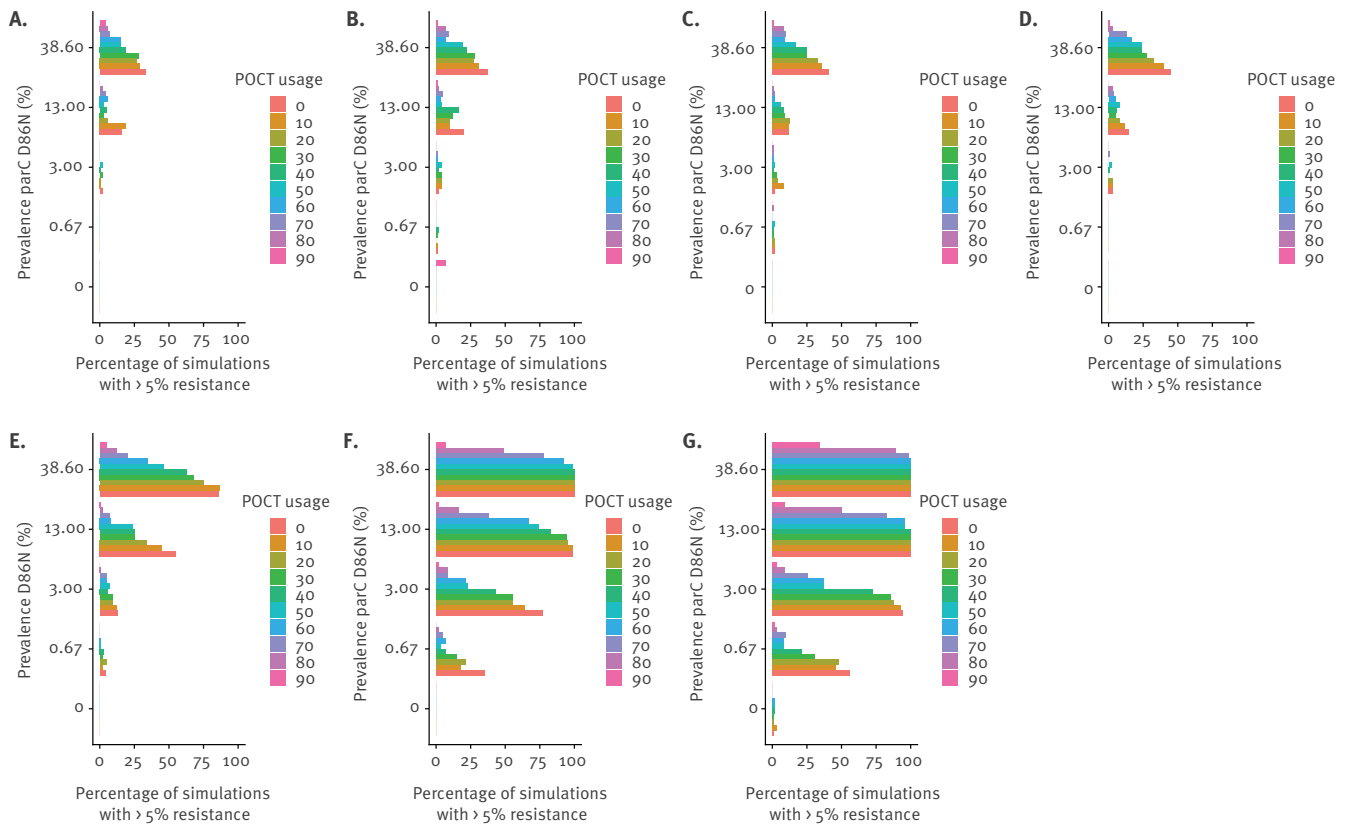 A.
Prevalence parC D86N (%)
38.60
13.00
3.00
0.67
0
0 25 50 75 100
Percentage of simulations
with > 5% resistance
POCT usage
0
10
20
30
40
50
60
70
80
90
B.
Prevalence parC D86N (%)
38.60
13.00
3.00
0.67
0
0 25 50 75 100
Percentage of simulations
with > 5% resistance
POCT usage
0
10
20
30
40
50
60
70
80
90
C.
Prevalence parC D86N (%)
38.60
13.00
3.00
0.67
0
0 25 50 75 100
Percentage of simulations
with > 5% resistance
POCT usage
0
10
20
30
40
50
60
70
80
90
D.
Prevalence parC D86N (%)
38.60
13.00
3.00
0.67
0
0 25 50 75 100
Percentage of simulations
with > 5% resistance
POCT usage
0
10
20
30
40
50
60
70
80
90
E.
Prevalence D86N (%)
38.60
13.00
3.00
0.67
0
0 25 50 75 100
Percentage of simulations
with > 5% resistance
POCT usage
0
10
20
30
40
50
60
70
80
90
F.
Prevalence parC D86N (%)
38.60
13.00
3.00
0.67
0
0 25 50 75 100
Percentage of simulations
with > 5% resistance
POCT usage
0
10
20
30
40
50
60
70
80
90
G.
Prevalence parC D86N (%)
38.60
13.00
3.00
0.67
0
0 25 50 75 100
Percentage of simulations
with > 5% resistance
POCT usage
0
10
20
30
40
50
60
70
80
90